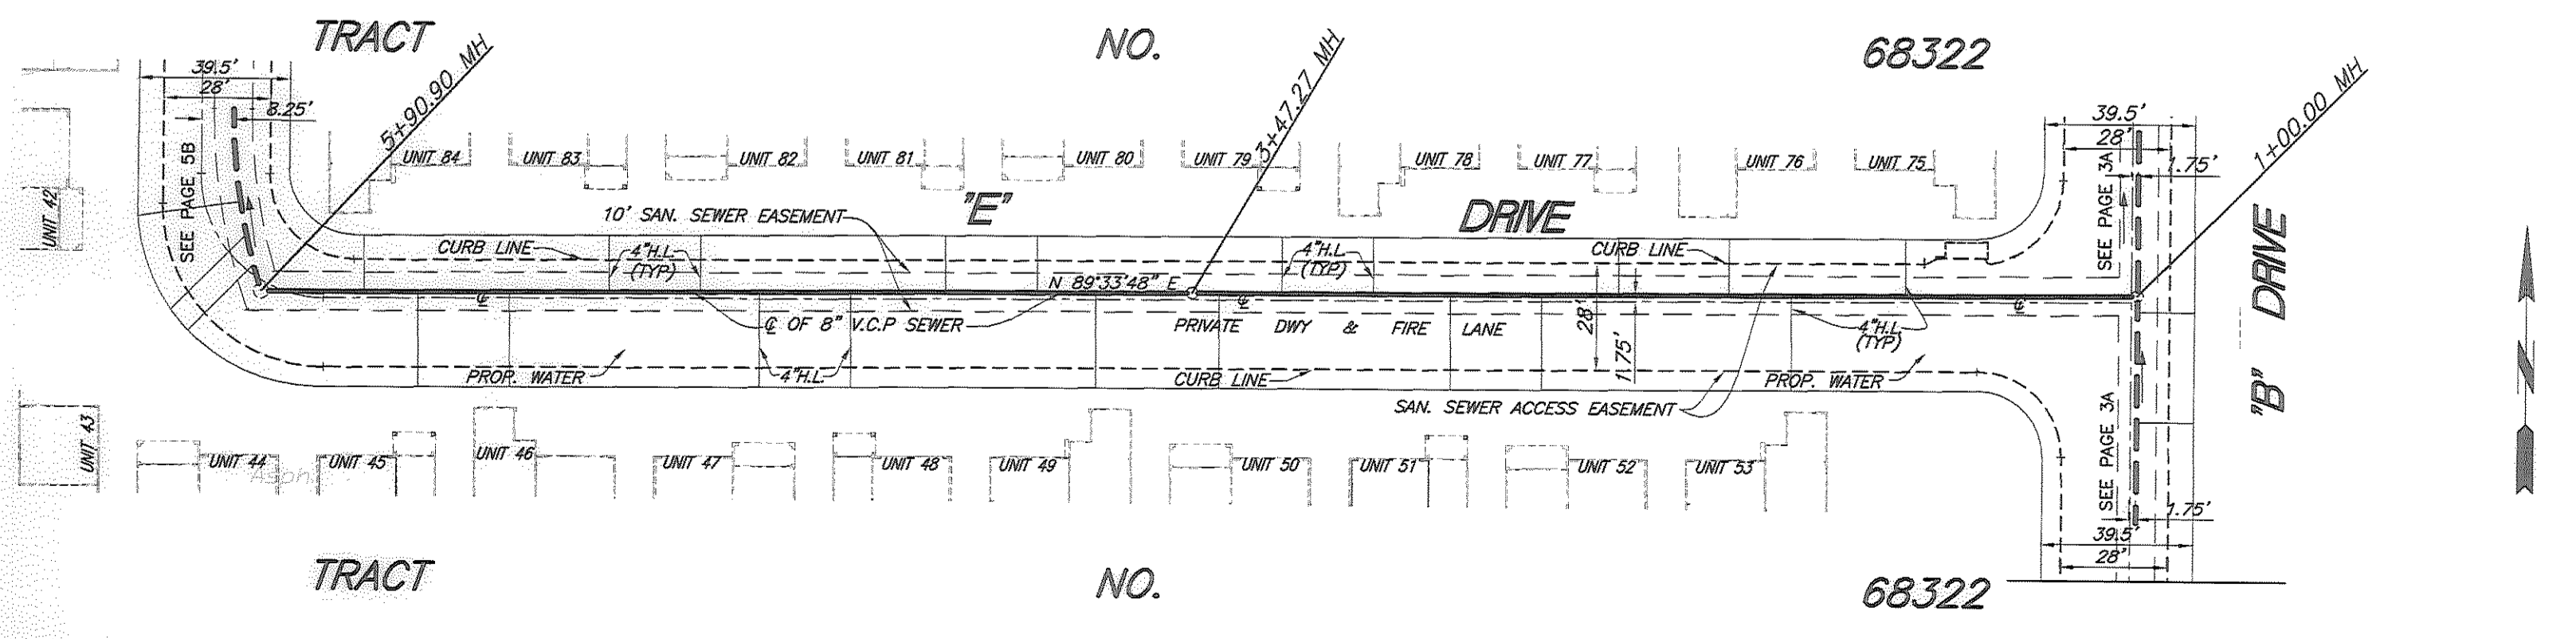 TRACT NO. 68322
39.5'
28'
8.25'
5+90.90 MH
3+47.27 MH
1+00.00 MH
39.5'
28'
1.75'
SEE PAGE 5B
SEE PAGE 3A
UNIT 42
UNIT 84
UNIT 83
UNIT 82
UNIT 81
UNIT 80
UNIT 79
UNIT 78
UNIT 77
UNIT 76
UNIT 75
10' SAN. SEWER EASEMENT
"E" DRIVE
"B" DRIVE
N
CURB LINE
4"H.L.
(TYP)
4"H.L.
(TYP)
CURB LINE
N 89°33'48" E
℄
℄
℄
℄ OF 8" V.C.P SEWER
PRIVATE DWY & FIRE LANE
28'
1.75'
4"H.L.
(TYP)
PROP. WATER
4"H.L.
CURB LINE
PROP. WATER
SAN. SEWER ACCESS EASEMENT
SEE PAGE 3A
UNIT 43
UNIT 44
UNIT 45
UNIT 46
UNIT 47
UNIT 48
UNIT 49
UNIT 50
UNIT 51
UNIT 52
UNIT 53
1.75'
39.5'
28'
TRACT NO. 68322